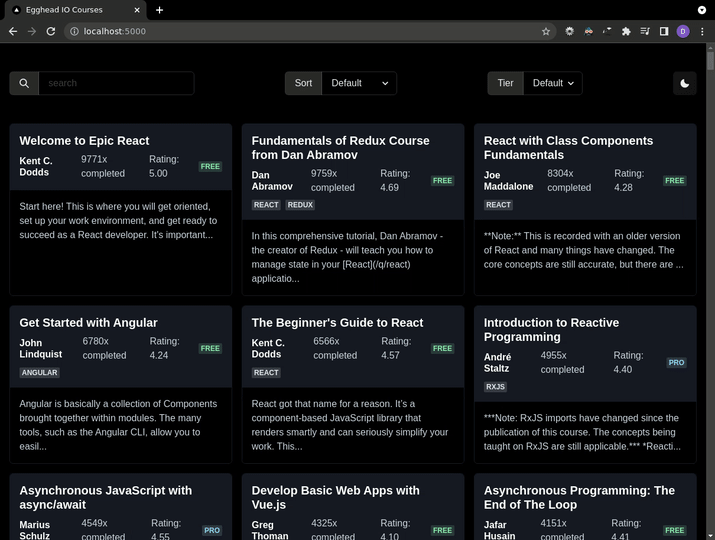 Egghead IO Courses
localhost:5000
D
search
Sort Default
Tier Default
Welcome to Epic React
Kent C. Dodds
9771x completed
Rating: 5.00
FREE
Start here! This is where you will get oriented,
set up your work environment, and get ready to
succeed as a React developer. It's important...
Fundamentals of Redux Course
from Dan Abramov
Dan Abramov
9759x completed
Rating: 4.69
FREE
REACT REDUX
In this comprehensive tutorial, Dan Abramov -
the creator of Redux - will teach you how to
manage state in your [React](/q/react)
applicatio...
React with Class Components
Fundamentals
Joe Maddalone
8304x completed
Rating: 4.28
FREE
REACT
**Note:** This is recorded with an older version
of React and many things have changed. The
core concepts are still accurate, but there are ...
Get Started with Angular
John Lindquist
6780x completed
Rating: 4.24
FREE
ANGULAR
Angular is basically a collection of Components
brought together within modules. The many
tools, such as the Angular CLI, allow you to
easil...
The Beginner's Guide to React
Kent C. Dodds
6566x completed
Rating: 4.57
FREE
REACT
React got that name for a reason. It's a
component-based JavaScript library that
renders smartly and can seriously simplify your
work. This...
Introduction to Reactive
Programming
André Staltz
4955x completed
Rating: 4.40
PRO
RXJS
***Note: RxJS imports have changed since the
publication of this course. The concepts being
taught on RxJS are still applicable.*** *Reacti...
Asynchronous JavaScript with
async/await
Marius Schulz
4549x completed
Rating: 4.55
PRO
Develop Basic Web Apps with
Vue.js
Greg Thoman
4325x completed
Rating: 4.10
FREE
Asynchronous Programming: The
End of The Loop
Jafar Husain
4151x completed
Rating: 4.41
FREE